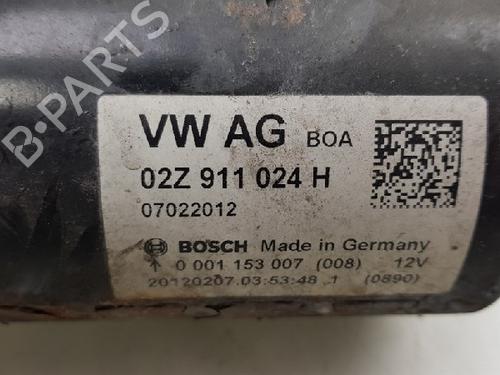 B-PARTS
VW AG BOA
02Z 911 024 H
07022012
BOSCH Made in Germany
0 001 153 007 (008) 12V
20120207.03:53:48 1 (0890)